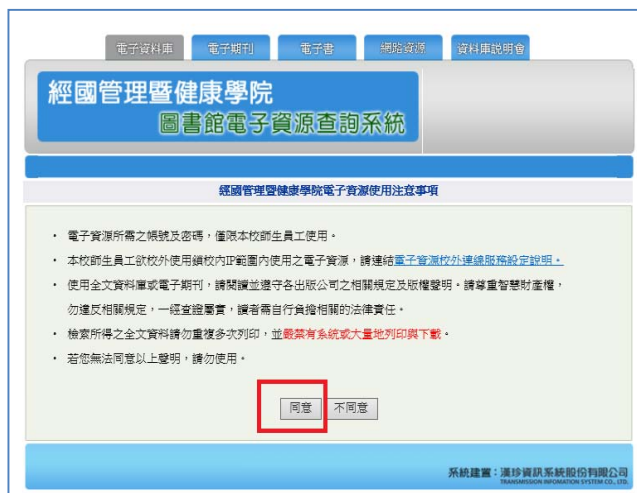 電子資料庫 電子期刊 電子書 網路資源 資料庫說明會
經國管理暨健康學院
圖書館電子資源查詢系統
經國管理暨健康學院電子資源使用注意事項
• 電子資源所需之帳號及密碼，僅限本校師生員工使用。
• 本校師生員工欲校外使用鎖校內IP範圍內使用之電子資源，請連結電子資源校外連線服務設定說明。
• 使用全文資料庫或電子期刊，請閱讀並遵守各出版公司之相關規定及版權聲明。請尊重智慧財產權，
勿違反相關規定，一經查證屬實，讀者需自行負擔相關的法律責任。
• 檢索所得之全文資料請勿重複多次列印，並嚴禁有系統或大量地列印與下載。
• 若您無法同意以上聲明，請勿使用。
同意 不同意
系統建置：漢珍資訊系統股份有限公司
TRANSMISSION INFOMATION SYSTEM CO., LTD.